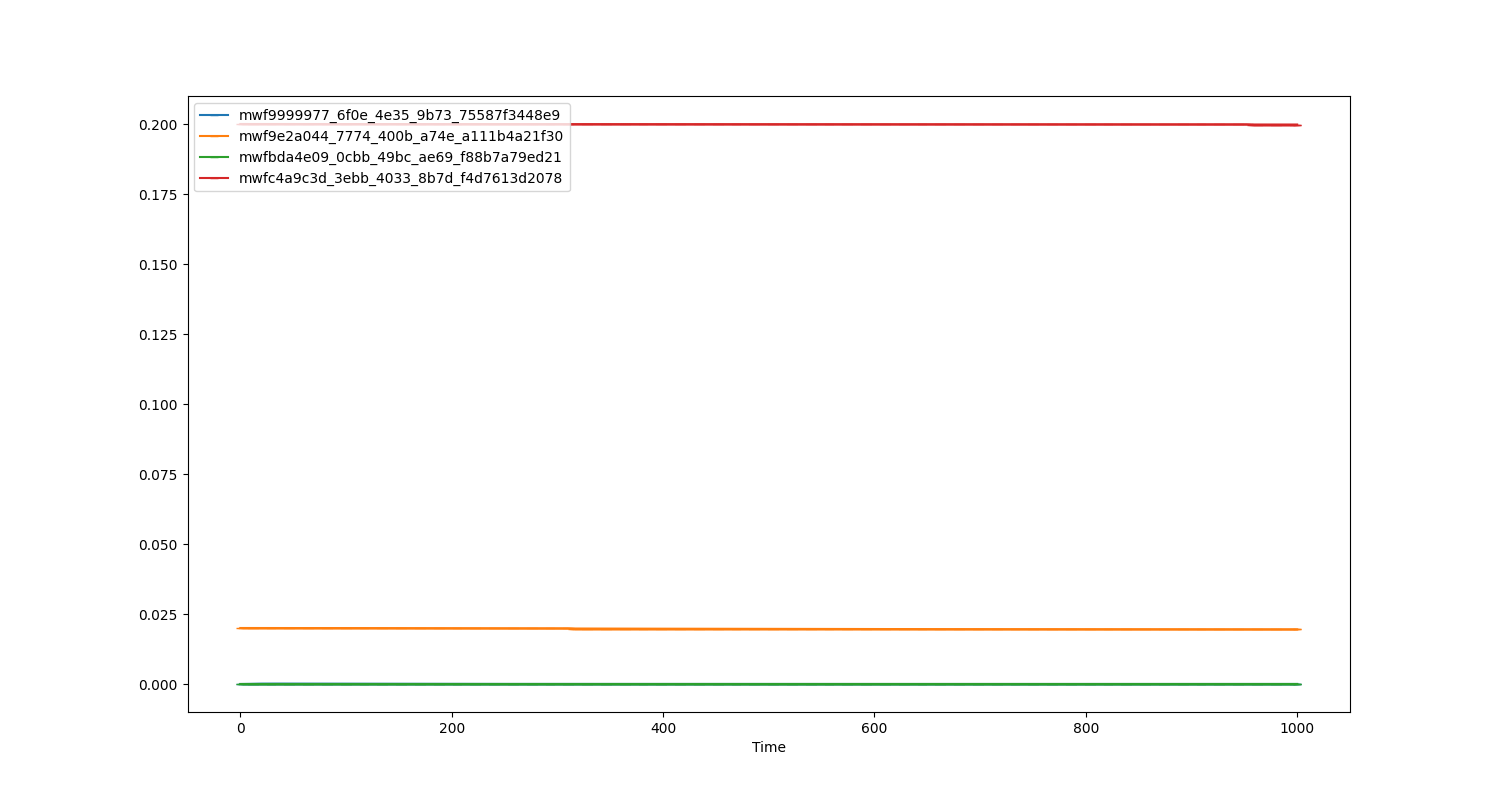 mwf9999977_6f0e_4e35_9b73_75587f3448e9
mwf9e2a044_7774_400b_a74e_a111b4a21f30
mwfbda4e09_0cbb_49bc_ae69_f88b7a79ed21
mwfc4a9c3d_3ebb_4033_8b7d_f4d7613d2078
0.200
0.175
0.150
0.125
0.100
0.075
0.050
0.025
0.000
0 200 400 600 800 1000
Time